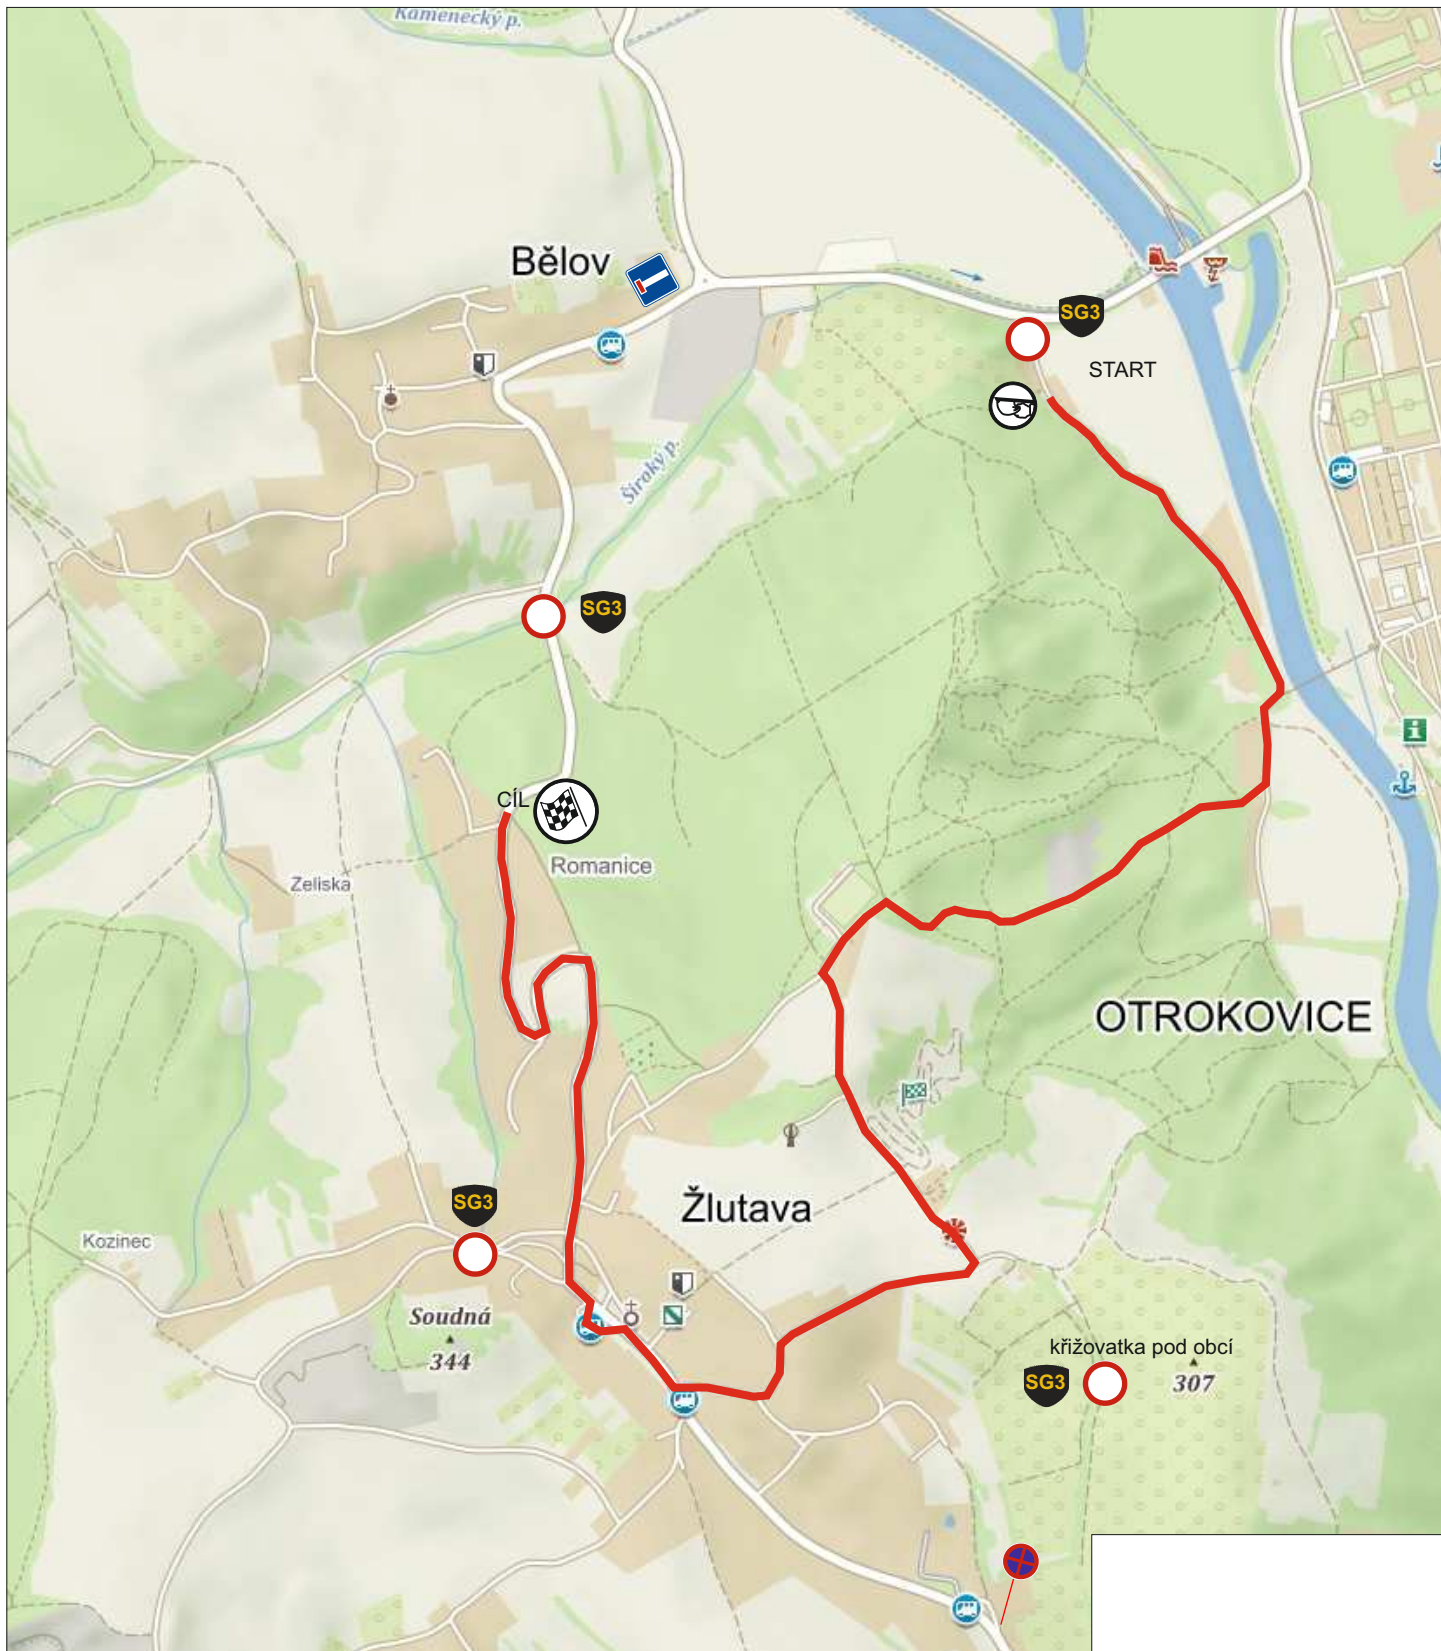 Kamenecký p.
Bělov
SG3
START
Široký p.
SG3
CÍL
Romanice
Zeliska
OTROKOVICE
SG3
Žlutava
Kozinec
Soudná
344
křižovatka pod obcí
SG3
307